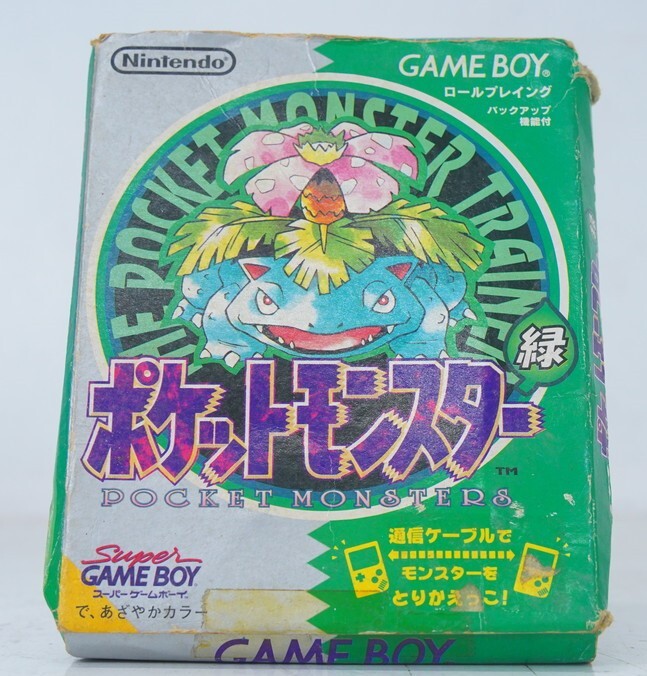 Nintendo
GAME BOY
ロールプレイング
バックアップ
機能付
THE POCKET MONSTER TRAINER
緑
ポケットモンスター
TM
POCKET MONSTERS
通信ケーブルで
モンスターを
とりかえっこ!
Super
GAME BOY
スーパーゲームボーイ
で、あざやかカラー
GAME BOY